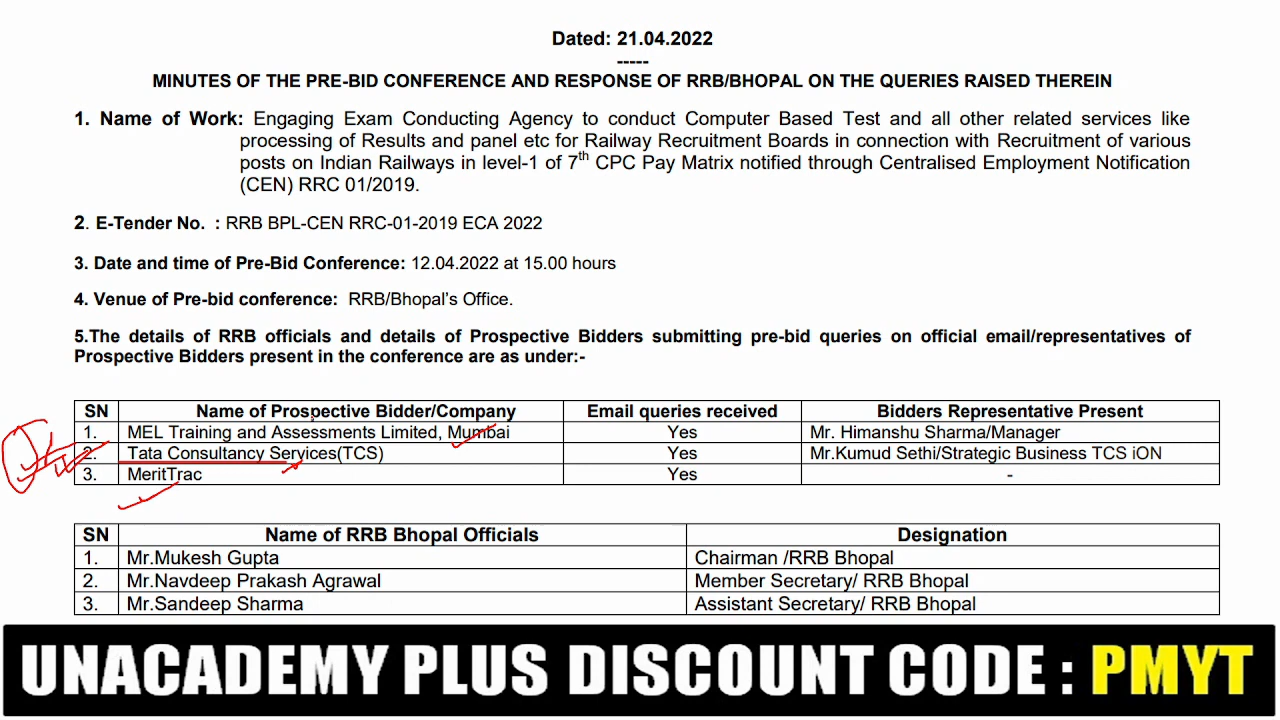 Dated: 21.04.2022
-----
MINUTES OF THE PRE-BID CONFERENCE AND RESPONSE OF RRB/BHOPAL ON THE QUERIES RAISED THEREIN
1. Name of Work: Engaging Exam Conducting Agency to conduct Computer Based Test and all other related services like
processing of Results and panel etc for Railway Recruitment Boards in connection with Recruitment of various
posts on Indian Railways in level-1 of 7th CPC Pay Matrix notified through Centralised Employment Notification
(CEN) RRC 01/2019.
2. E-Tender No. : RRB BPL-CEN RRC-01-2019 ECA 2022
3. Date and time of Pre-Bid Conference: 12.04.2022 at 15.00 hours
4. Venue of Pre-bid conference: RRB/Bhopal's Office.
5.The details of RRB officials and details of Prospective Bidders submitting pre-bid queries on official email/representatives of
Prospective Bidders present in the conference are as under:-
SN Name of Prospective Bidder/Company Email queries received Bidders Representative Present
1. MEL Training and Assessments Limited, Mumbai Yes Mr. Himanshu Sharma/Manager
2. Tata Consultancy Services(TCS) Yes Mr.Kumud Sethi/Strategic Business TCS iON
3. MeritTrac Yes -
SN Name of RRB Bhopal Officials Designation
1. Mr.Mukesh Gupta Chairman /RRB Bhopal
2. Mr.Navdeep Prakash Agrawal Member Secretary/ RRB Bhopal
3. Mr.Sandeep Sharma Assistant Secretary/ RRB Bhopal
UNACADEMY PLUS DISCOUNT CODE : PMYT